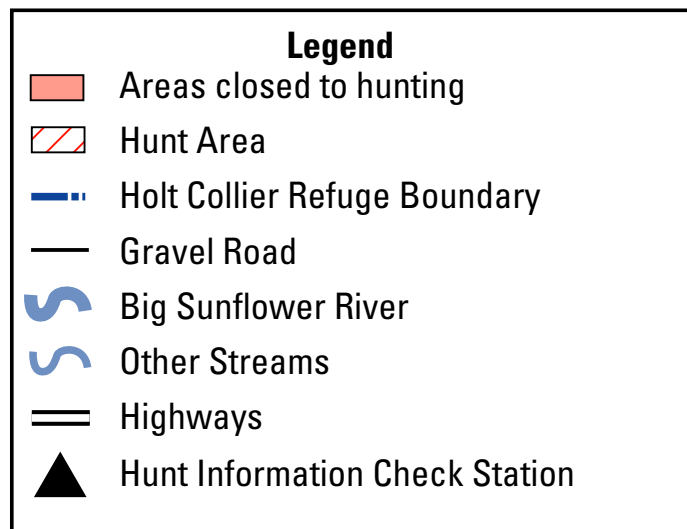 Legend
Areas closed to hunting
Hunt Area
Holt Collier Refuge Boundary
Gravel Road
Big Sunflower River
Other Streams
Highways
Hunt Information Check Station